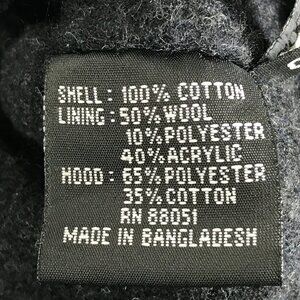 SHELL : 100% COTTON
LINING : 50% WOOL
10% POLYESTER
40% ACRYLIC
HOOD : 65% POLYESTER
35% COTTON
RN 88051
MADE IN BANGLADESH